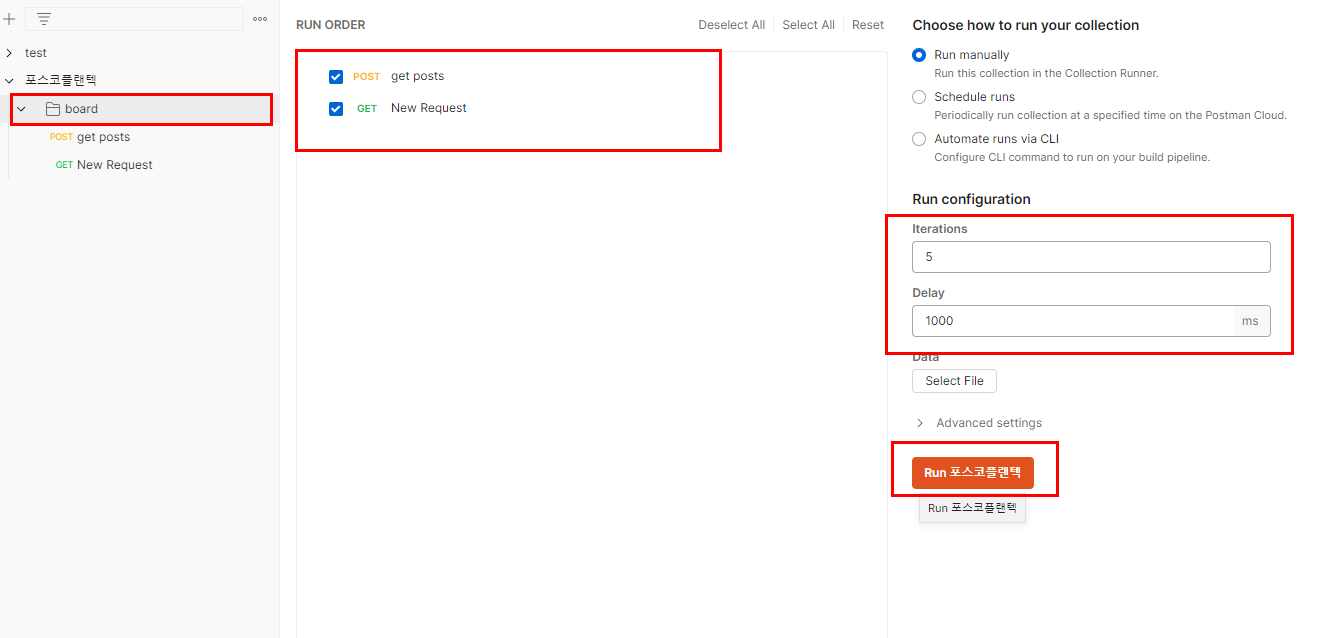 test
포스코플랜텍
board
POST get posts
GET New Request
RUN ORDER
Deselect All
Select All
Reset
POST get posts
GET New Request
Choose how to run your collection
Run manually
Run this collection in the Collection Runner.
Schedule runs
Periodically run collection at a specified time on the Postman Cloud.
Automate runs via CLI
Configure CLI command to run on your build pipeline.
Run configuration
Iterations
5
Delay
1000 ms
Data
Select File
Advanced settings
Run 포스코플랜텍
Run 포스코플랜텍